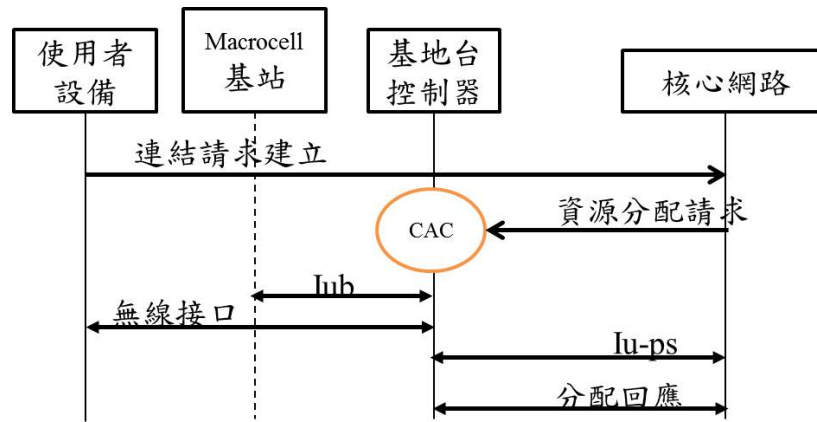 使用者
設備
Macrocell
基站
基地台
控制器
核心網路
連結請求建立
資源分配請求
CAC
Iub
無線接口
Iu-ps
分配回應